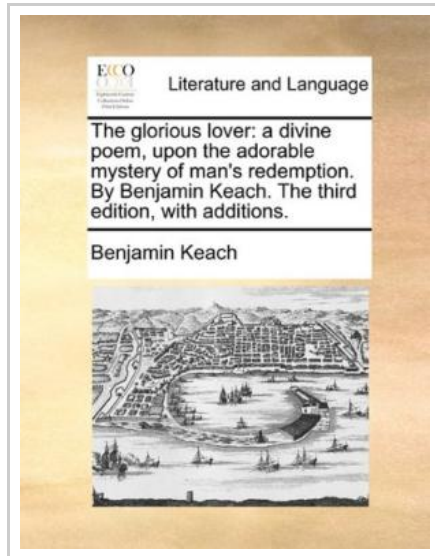 ECCO
Literature and Language
The glorious lover: a divine
poem, upon the adorable
mystery of man's redemption.
By Benjamin Keach. The third
edition, with additions.
Benjamin Keach